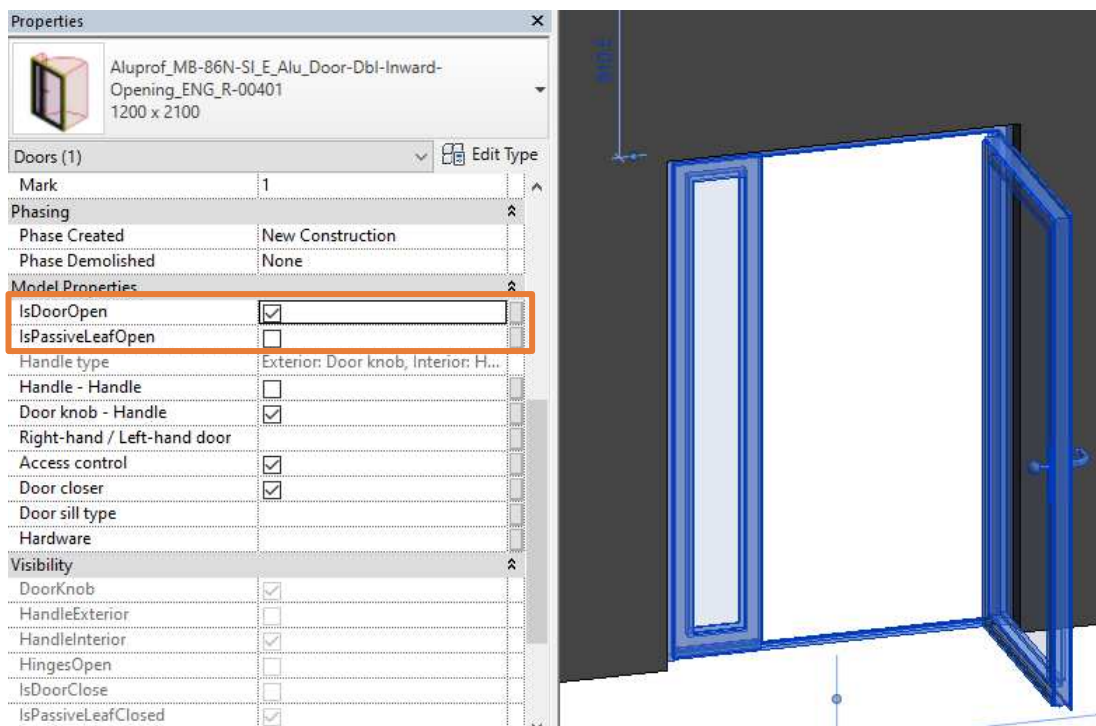 Properties
X
Aluprof_MB-86N-SI_E_Alu_Door-Dbl-Inward-
Opening_ENG_R-00401
1200 x 2100
Doors (1)
Edit Type
Mark 1
Phasing
Phase Created New Construction
Phase Demolished None
Model Properties
IsDoorOpen
IsPassiveLeafOpen
Handle type Exterior: Door knob, Interior: H...
Handle - Handle
Door knob - Handle
Right-hand / Left-hand door
Access control
Door closer
Door sill type
Hardware
Visibility
DoorKnob
HandleExterior
HandleInterior
HingesOpen
IsDoorClose
IsPassiveLeafClosed